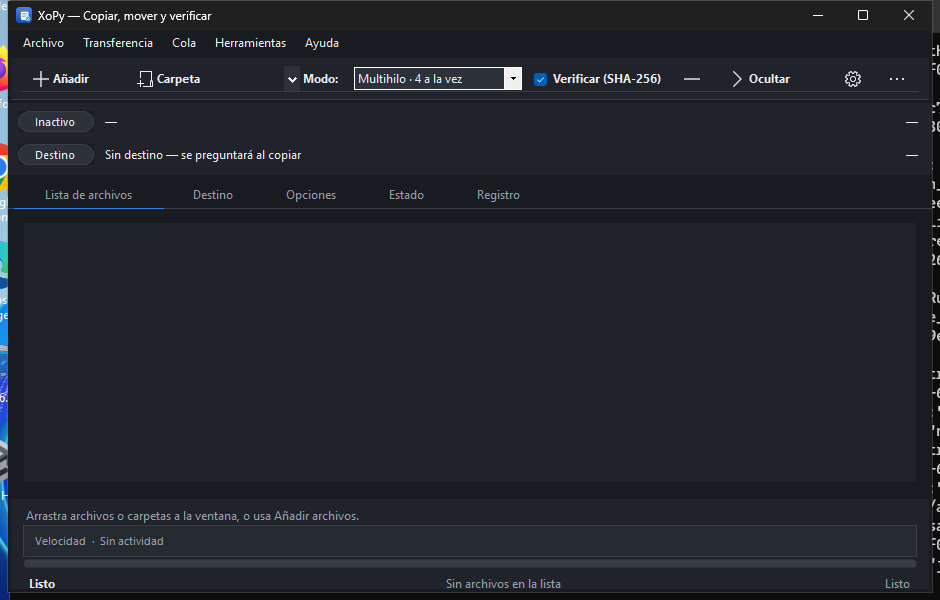 XoPy — Copiar, mover y verificar
Archivo Transferencia Cola Herramientas Ayuda
Añadir Carpeta Modo: Multihilo · 4 a la vez Verificar (SHA-256) — Ocultar ...
Inactivo — —
Destino Sin destino — se preguntará al copiar —
Lista de archivos Destino Opciones Estado Registro
Arrastra archivos o carpetas a la ventana, o usa Añadir archivos.
Velocidad · Sin actividad
Listo Sin archivos en la lista Listo